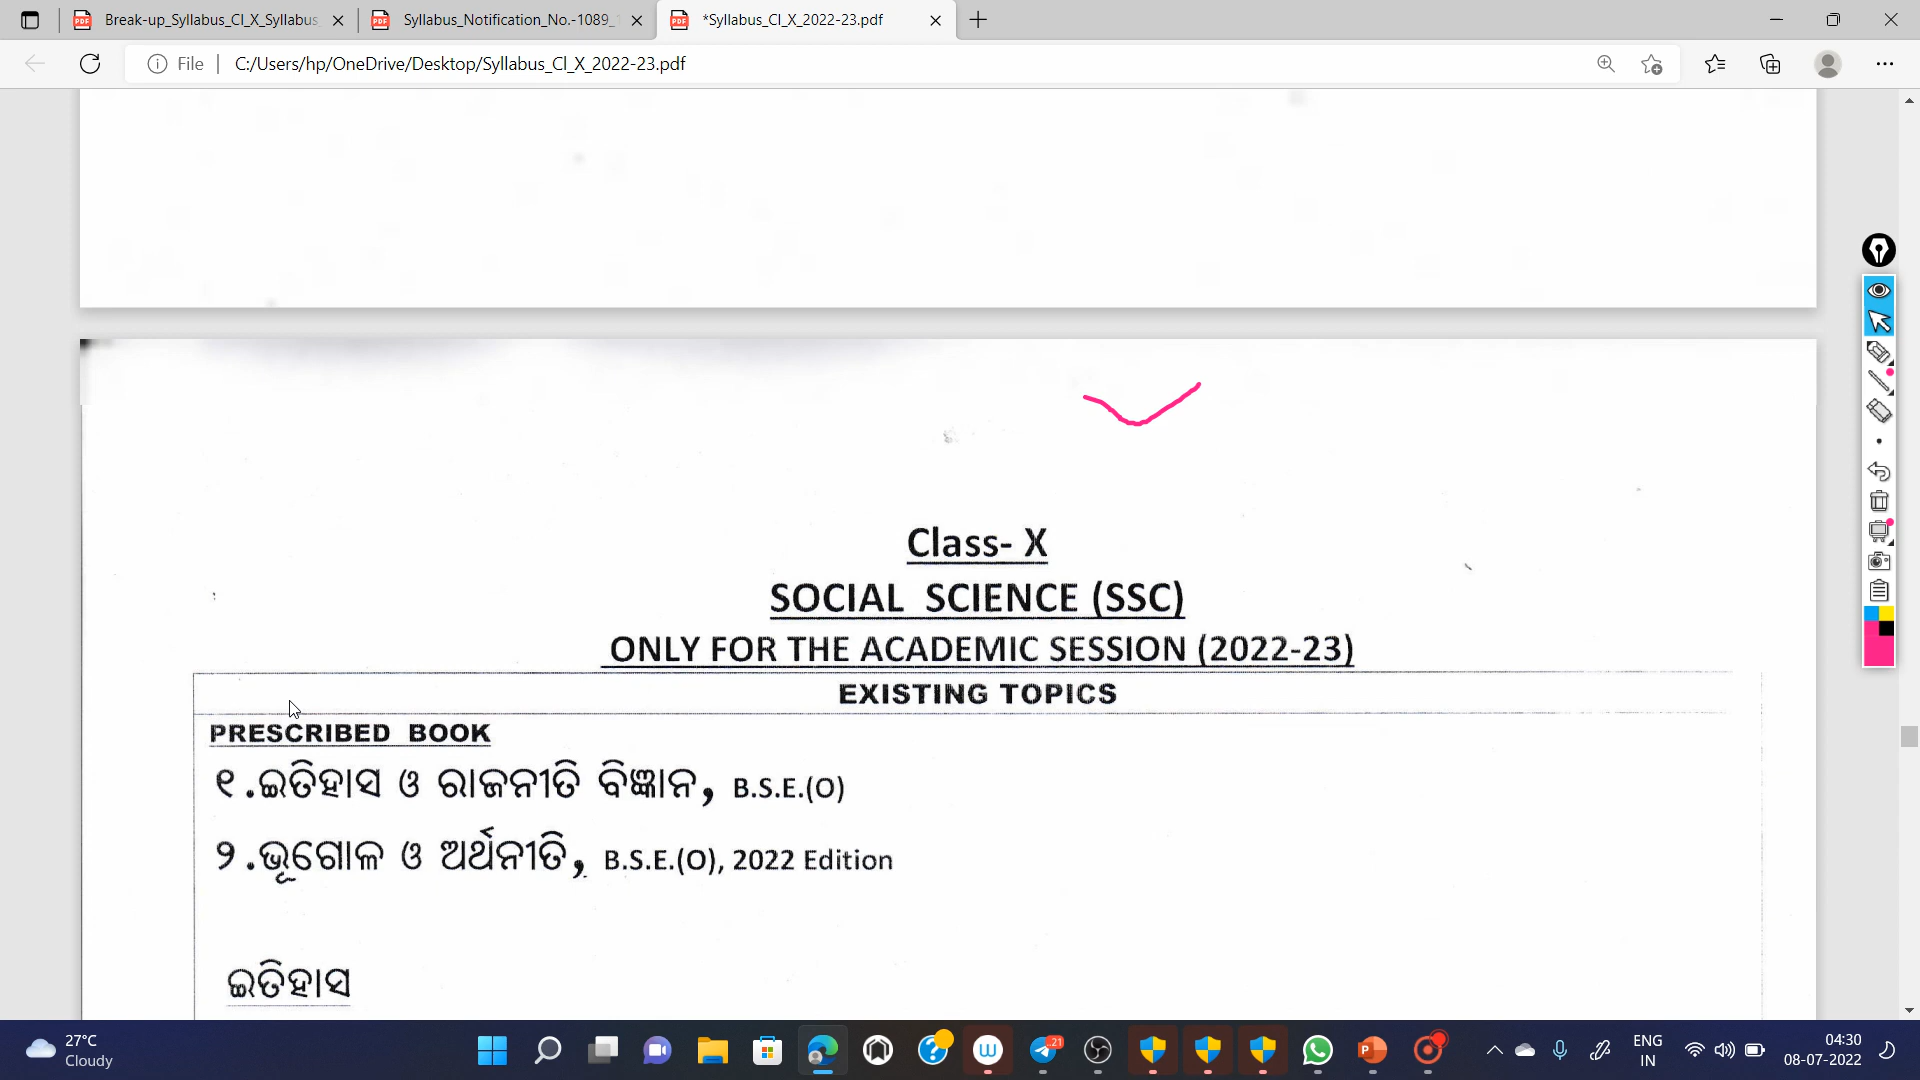 Break-up_Syllabus_Cl_X_Syllabus
Syllabus_Notification_No.-1089_
*Syllabus_Cl_X_2022-23.pdf
File
C:/Users/hp/OneDrive/Desktop/Syllabus_Cl_X_2022-23.pdf
Class- X
SOCIAL SCIENCE (SSC)
ONLY FOR THE ACADEMIC SESSION (2022-23)
EXISTING TOPICS
PRESCRIBED BOOK
୧.ଇତିହାସ ଓ ରାଜନୀତି ବିଜ୍ଞାନ, B.S.E.(O)
୨.ଭୂଗୋଳ ଓ ଅର୍ଥନୀତି, B.S.E.(O), 2022 Edition
ଇତିହାସ
27°C
Cloudy
21
ENG
IN
04:30
08-07-2022